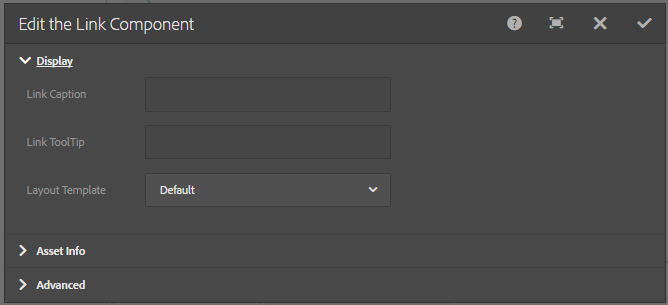 Edit the Link Component
Display
Link Caption
Link ToolTip
Layout Template
Default
Asset Info
Advanced